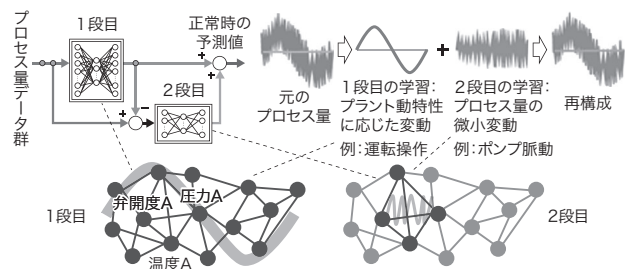 プロセス量データ群
1段目
正常時の
予測値
2段目
+
+
+
−
元の
プロセス量
+
1段目の学習：
プラント動特性
に応じた変動
例：運転操作
2段目の学習：
プロセス量の
微小変動
例：ポンプ脈動
再構成
1段目
弁開度A
圧力A
温度A
2段目